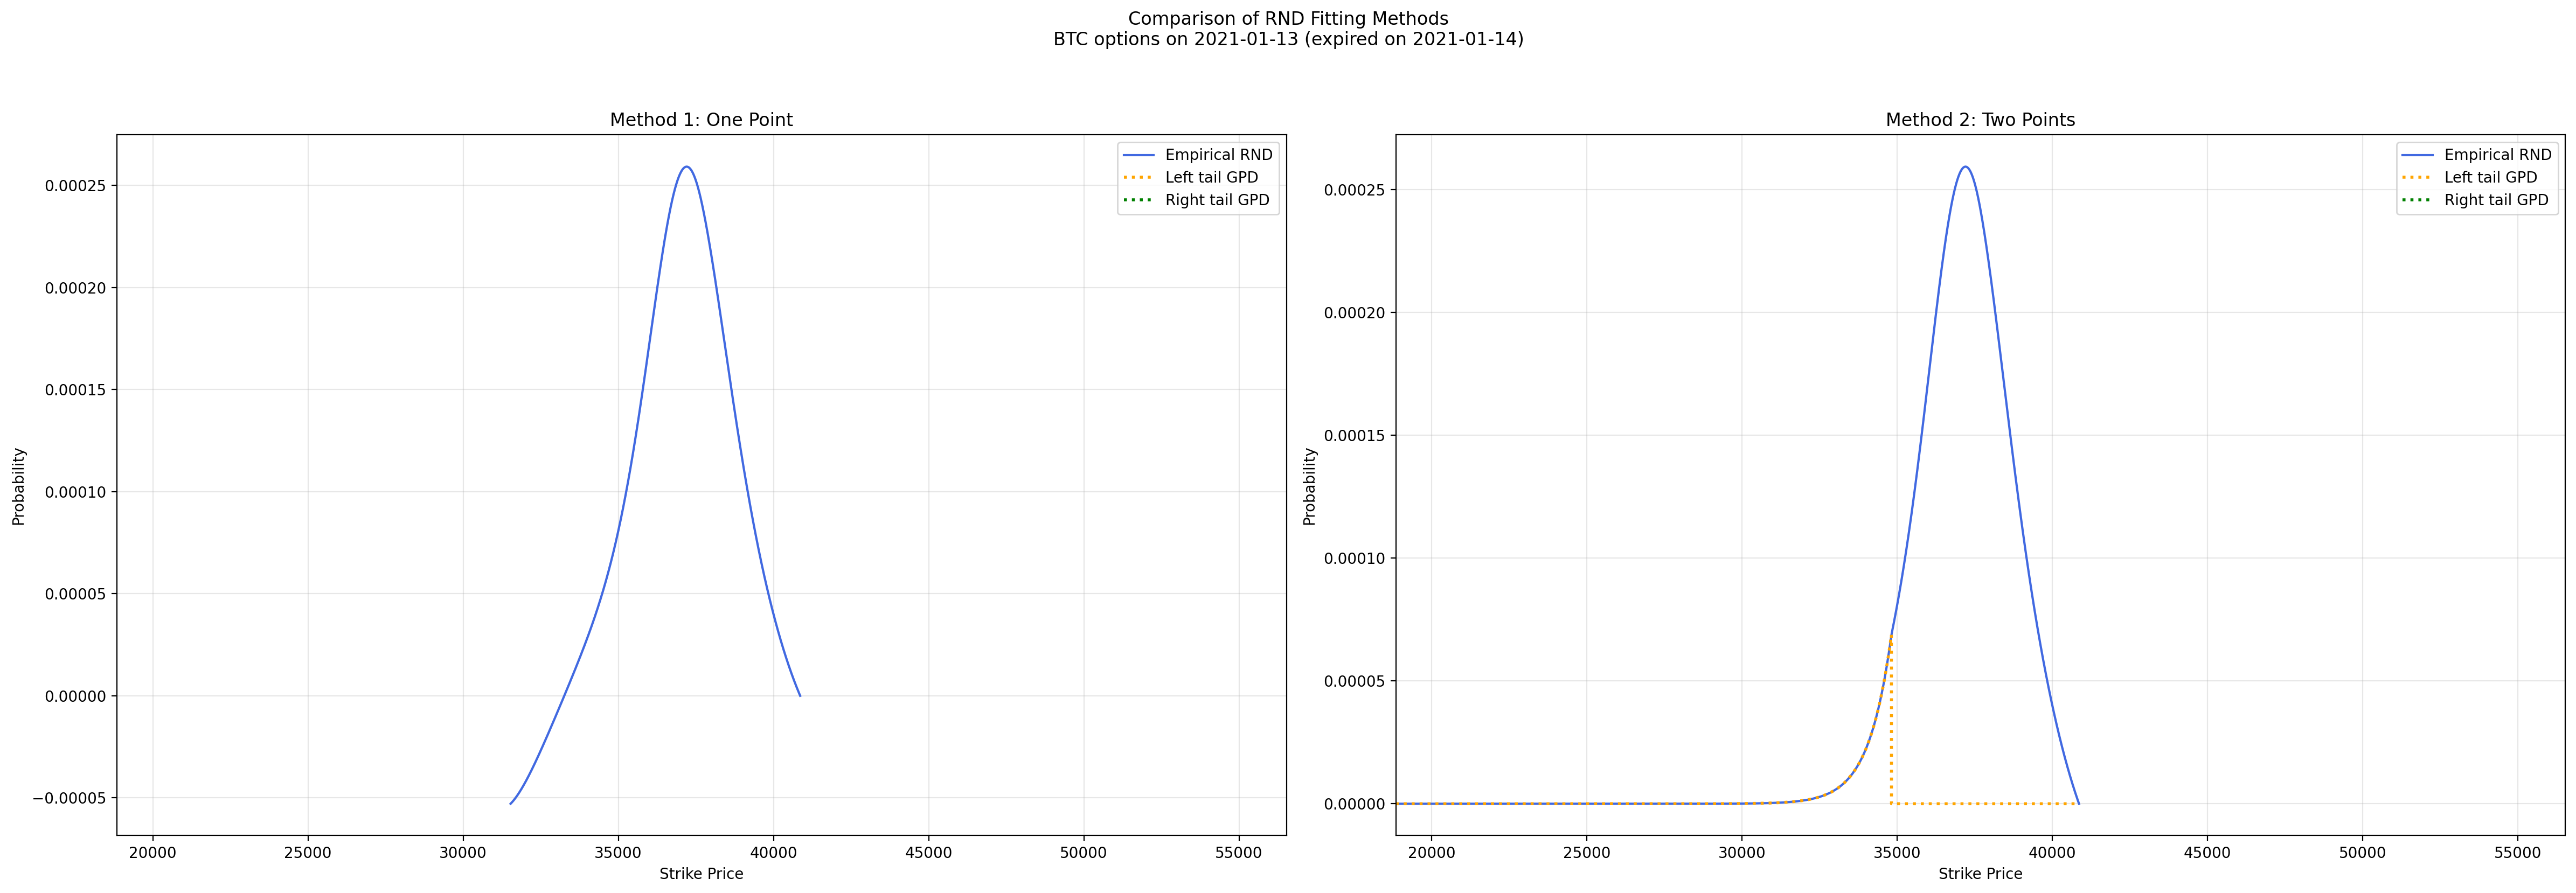 Comparison of RND Fitting Methods
BTC options on 2021-01-13 (expired on 2021-01-14)
Method 1: One Point
Empirical RND
Left tail GPD
Right tail GPD
0.00025
0.00020
0.00015
0.00010
0.00005
0.00000
−0.00005
Probability
20000 25000 30000 35000 40000 45000 50000 55000
Strike Price
Method 2: Two Points
Empirical RND
Left tail GPD
Right tail GPD
0.00025
0.00020
0.00015
0.00010
0.00005
0.00000
Probability
20000 25000 30000 35000 40000 45000 50000 55000
Strike Price